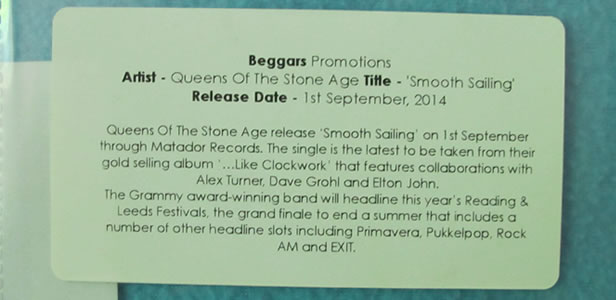 Beggars Promotions
Artist - Queens Of The Stone Age Title - 'Smooth Sailing'
Release Date - 1st September, 2014
Queens Of The Stone Age release 'Smooth Sailing' on 1st September
through Matador Records. The single is the latest to be taken from their
gold selling album '...Like Clockwork' that features collaborations with
Alex Turner, Dave Grohl and Elton John.
The Grammy award-winning band will headline this year's Reading &
Leeds Festivals, the grand finale to end a summer that includes a
number of other headline slots including Primavera, Pukkelpop, Rock
AM and EXIT.